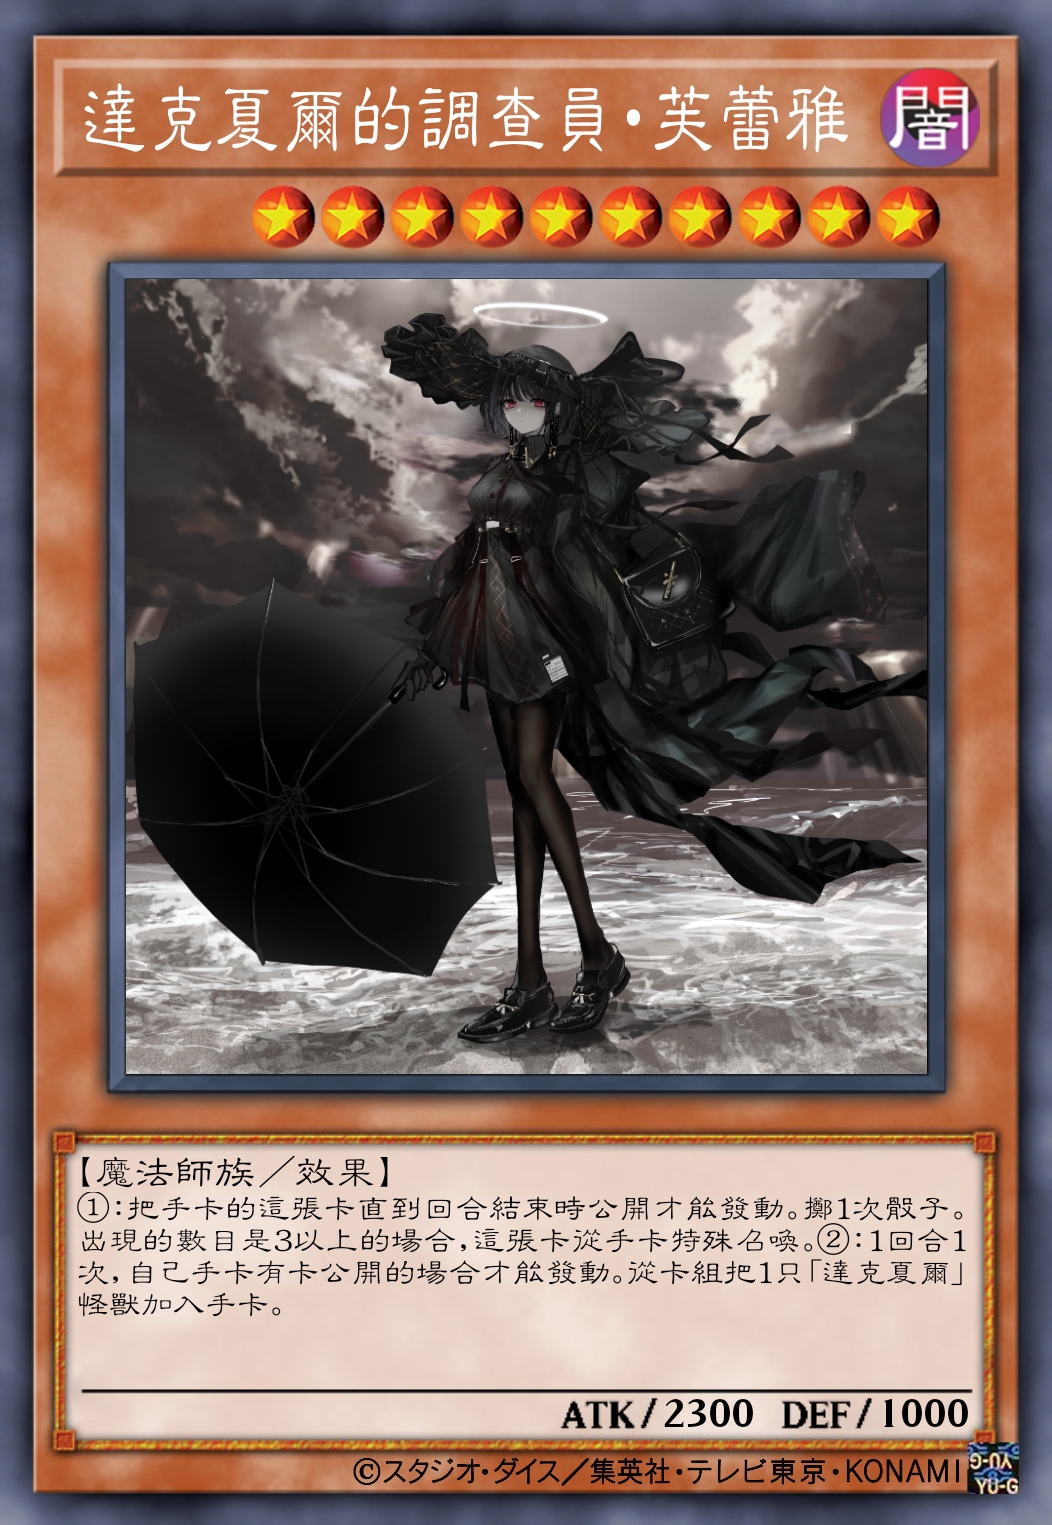 達克夏爾的調查員·芙蕾雅
闇
【魔法師族／效果】
①:把手卡的這張卡直到回合結束時公開才能發動。擲1次骰子。
出現的數目是3以上的場合,這張卡從手卡特殊召喚。②:1回合1
次,自己手卡有卡公開的場合才能發動。從卡組把1只「達克夏爾」
怪獸加入手卡。
ATK/2300 DEF/1000
©スタジオ·ダイス／集英社·テレビ東京·KONAMI